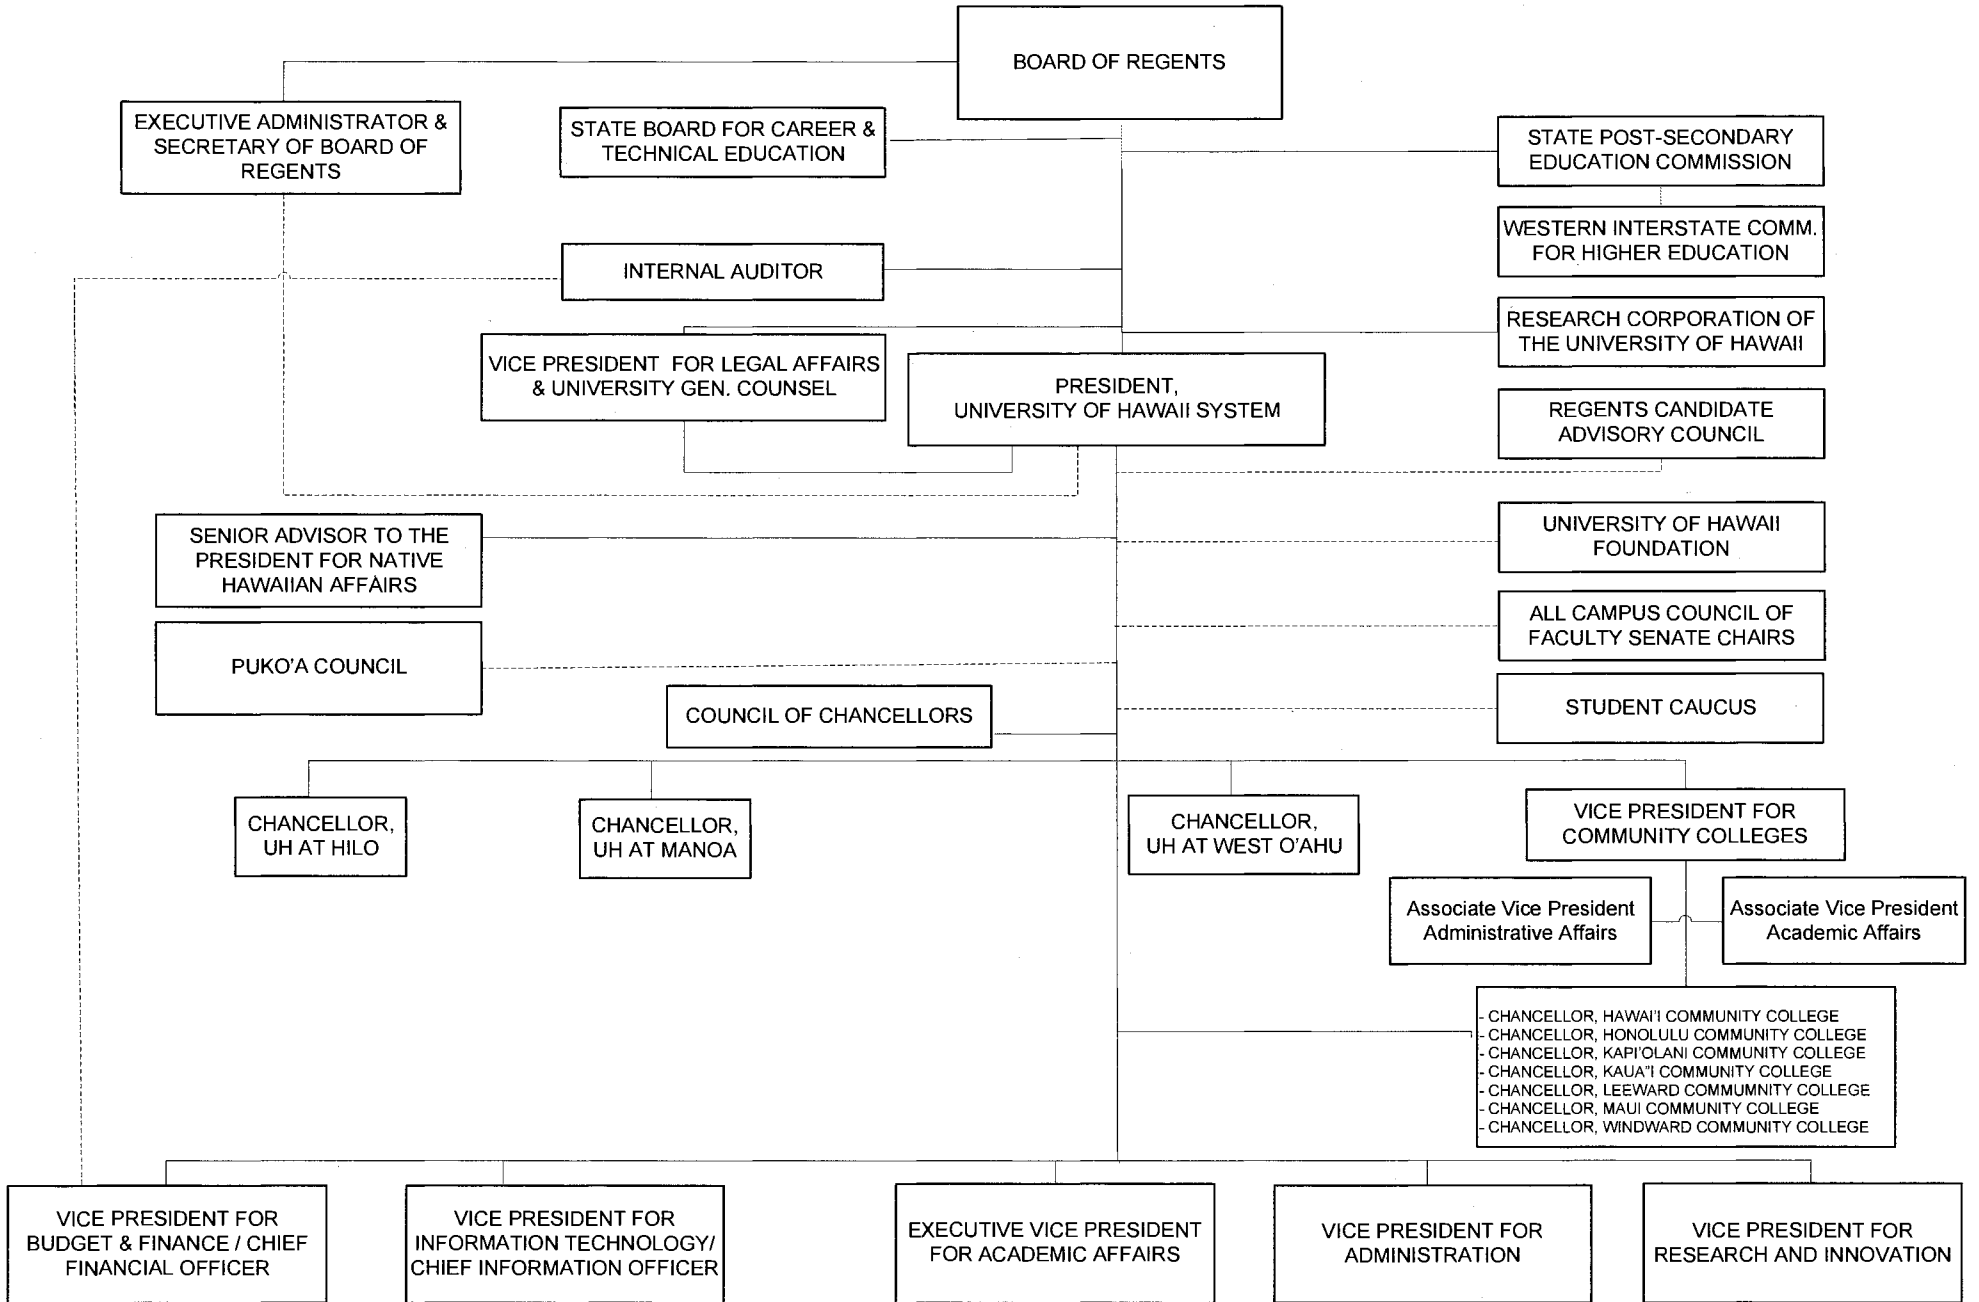 BOARD OF REGENTS
EXECUTIVE ADMINISTRATOR &
SECRETARY OF BOARD OF
REGENTS
STATE BOARD FOR CAREER &
TECHNICAL EDUCATION
STATE POST-SECONDARY
EDUCATION COMMISSION
WESTERN INTERSTATE COMM.
FOR HIGHER EDUCATION
INTERNAL AUDITOR
RESEARCH CORPORATION OF
THE UNIVERSITY OF HAWAII
VICE PRESIDENT FOR LEGAL AFFAIRS
& UNIVERSITY GEN. COUNSEL
PRESIDENT,
UNIVERSITY OF HAWAII SYSTEM
REGENTS CANDIDATE
ADVISORY COUNCIL
SENIOR ADVISOR TO THE
PRESIDENT FOR NATIVE
HAWAIIAN AFFAIRS
UNIVERSITY OF HAWAII
FOUNDATION
ALL CAMPUS COUNCIL OF
FACULTY SENATE CHAIRS
PUKO'A COUNCIL
COUNCIL OF CHANCELLORS
STUDENT CAUCUS
CHANCELLOR,
UH AT HILO
CHANCELLOR,
UH AT MANOA
CHANCELLOR,
UH AT WEST O'AHU
VICE PRESIDENT FOR
COMMUNITY COLLEGES
Associate Vice President
Administrative Affairs
Associate Vice President
Academic Affairs
- CHANCELLOR, HAWAI'I COMMUNITY COLLEGE
- CHANCELLOR, HONOLULU COMMUNITY COLLEGE
- CHANCELLOR, KAPI'OLANI COMMUNITY COLLEGE
- CHANCELLOR, KAUA"I COMMUNITY COLLEGE
- CHANCELLOR, LEEWARD COMMUMNITY COLLEGE
- CHANCELLOR, MAUI COMMUNITY COLLEGE
- CHANCELLOR, WINDWARD COMMUNITY COLLEGE
VICE PRESIDENT FOR
BUDGET & FINANCE / CHIEF
FINANCIAL OFFICER
VICE PRESIDENT FOR
INFORMATION TECHNOLOGY/
CHIEF INFORMATION OFFICER
EXECUTIVE VICE PRESIDENT
FOR ACADEMIC AFFAIRS
VICE PRESIDENT FOR
ADMINISTRATION
VICE PRESIDENT FOR
RESEARCH AND INNOVATION